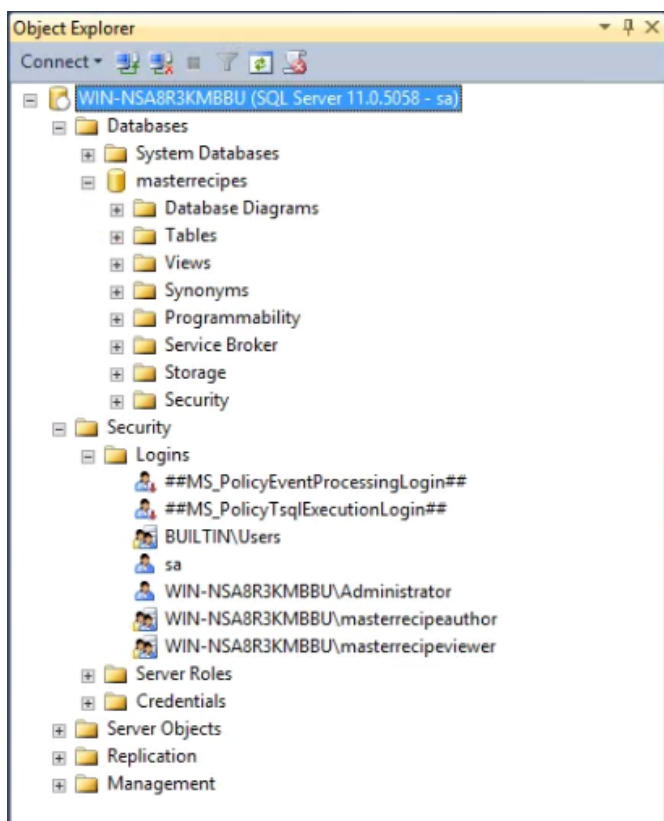 Object Explorer
Connect
WIN-NSA8R3KMBBU (SQL Server 11.0.5058 - sa)
Databases
System Databases
masterrecipes
Database Diagrams
Tables
Views
Synonyms
Programmability
Service Broker
Storage
Security
Security
Logins
##MS_PolicyEventProcessingLogin##
##MS_PolicyTsqlExecutionLogin##
BUILTIN\Users
sa
WIN-NSA8R3KMBBU\Administrator
WIN-NSA8R3KMBBU\masterrecipeauthor
WIN-NSA8R3KMBBU\masterrecipeviewer
Server Roles
Credentials
Server Objects
Replication
Management